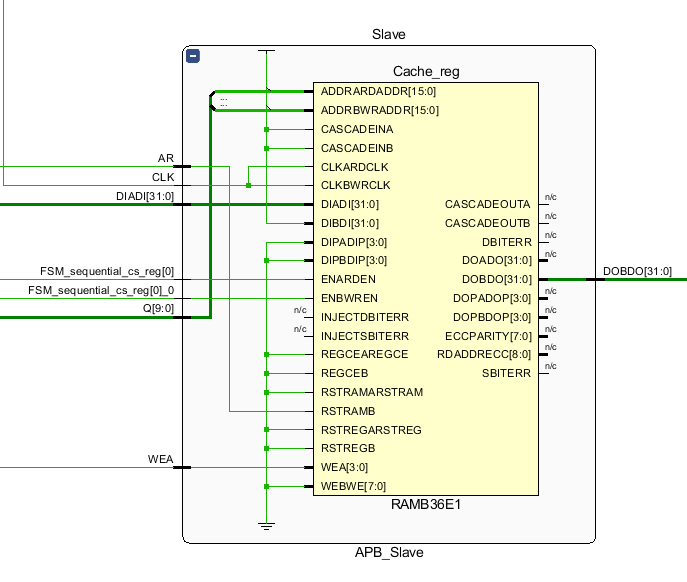 Slave
Cache_reg
ADDRARDADDR[15:0]
:::
ADDRBWRADDR[15:0]
CASCADEINA
CASCADEINB
AR
CLKARDCLK
CLK
CLKBWRCLK
n/c
DIADI[31:0]
DIADI[31:0]
CASCADEOUTA
n/c
DIBDI[31:0]
CASCADEOUTB
n/c
DIPADIP[3:0]
DBITERR
n/c
DIPBDIP[3:0]
DOADO[31:0]
FSM_sequential_cs_reg[0]
ENARDEN
DOBDO[31:0]
DOBDO[31:0]
n/c
FSM_sequential_cs_reg[0]_0
ENBWREN
DOPADOP[3:0]
n/c
n/c
Q[9:0]
INJECTDBITERR
DOPBDOP[3:0]
n/c
n/c
INJECTSBITERR
ECCPARITY[7:0]
n/c
REGCEAREGCE
RDADDRECC[8:0]
n/c
REGCEB
SBITERR
RSTRAMARSTRAM
RSTRAMB
RSTREGARSTREG
RSTREGB
WEA
WEA[3:0]
WEBWE[7:0]
RAMB36E1
APB_Slave